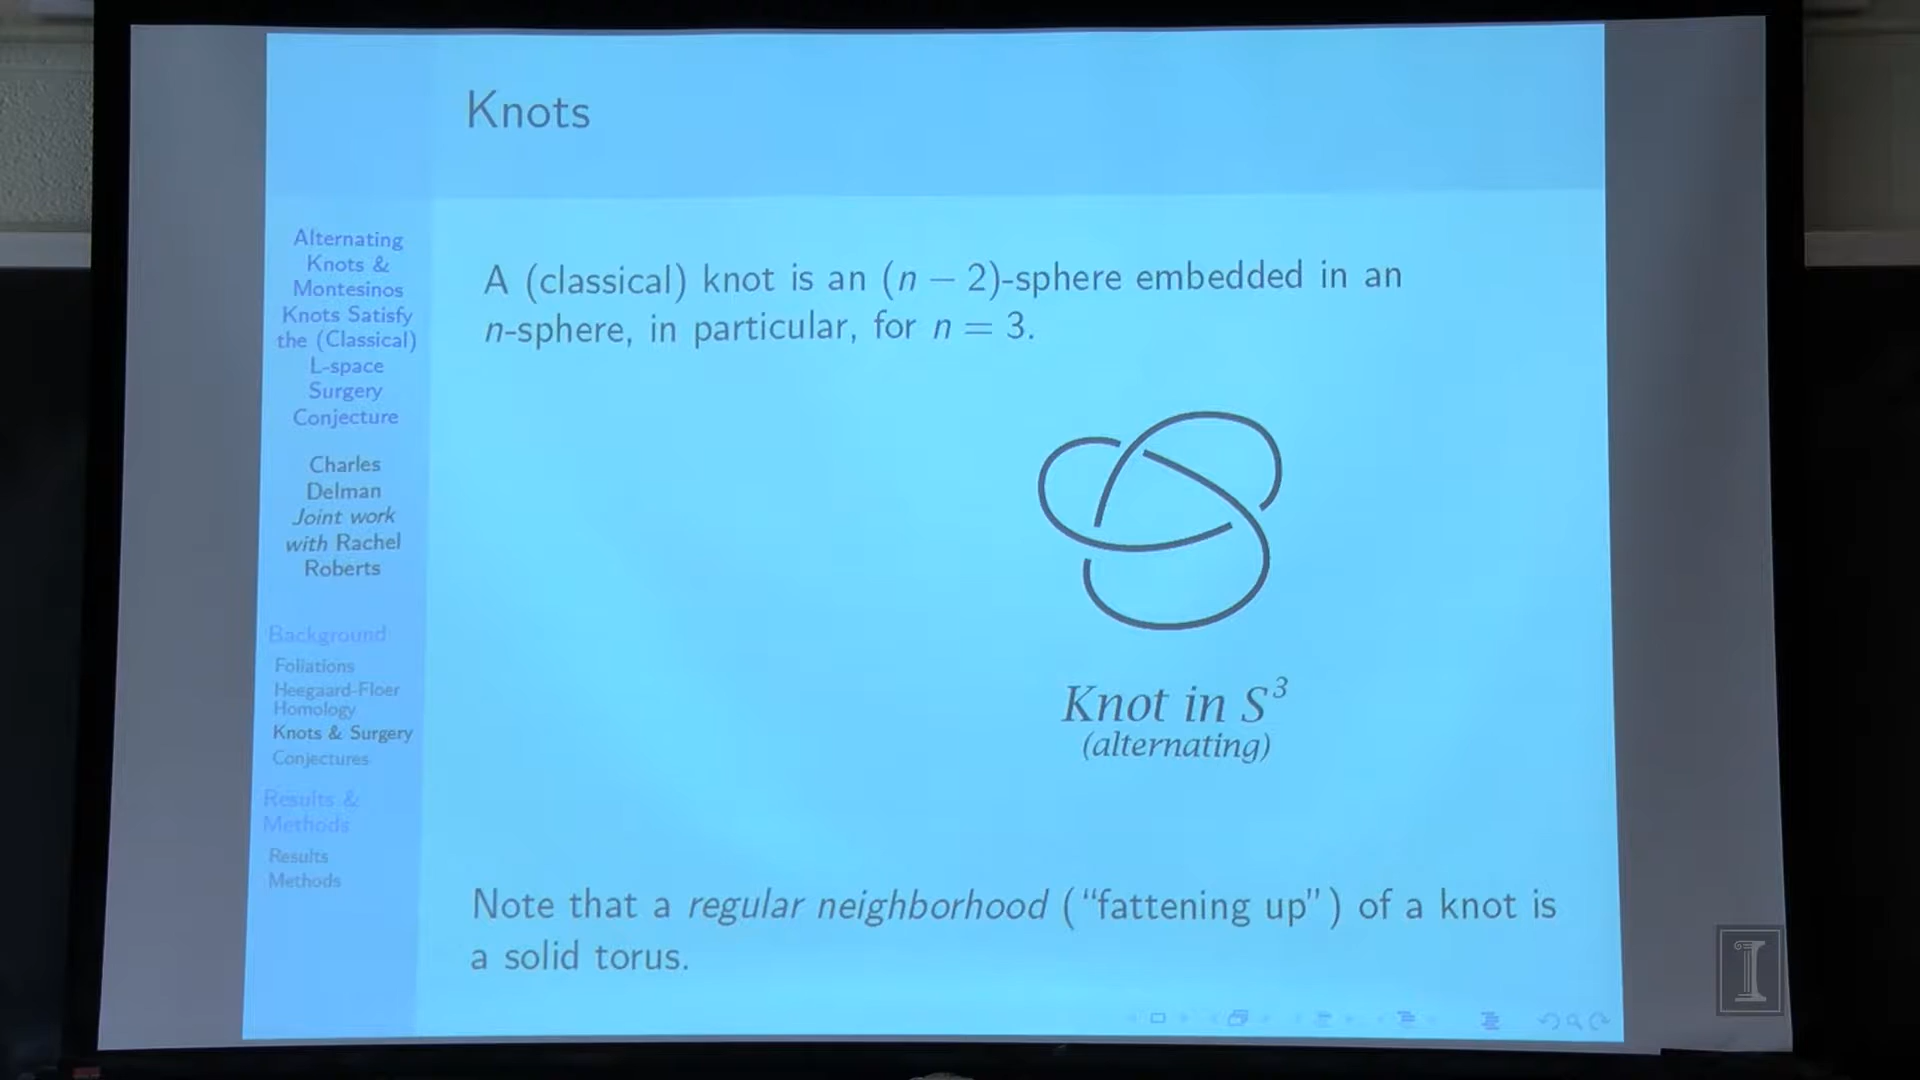 Knots
Alternating
Knots &
Montesinos
Knots Satisfy
the (Classical)
L-space
Surgery
Conjecture
Charles
Delman
Joint work
with Rachel
Roberts
Background
Foliations
Heegaard-Floer
Homology
Knots & Surgery
Conjectures
Results &
Methods
Results
Methods
A (classical) knot is an (n − 2)-sphere embedded in an
n-sphere, in particular, for n = 3.
Knot in S³
(alternating)
Note that a regular neighborhood (“fattening up”) of a knot is
a solid torus.
I